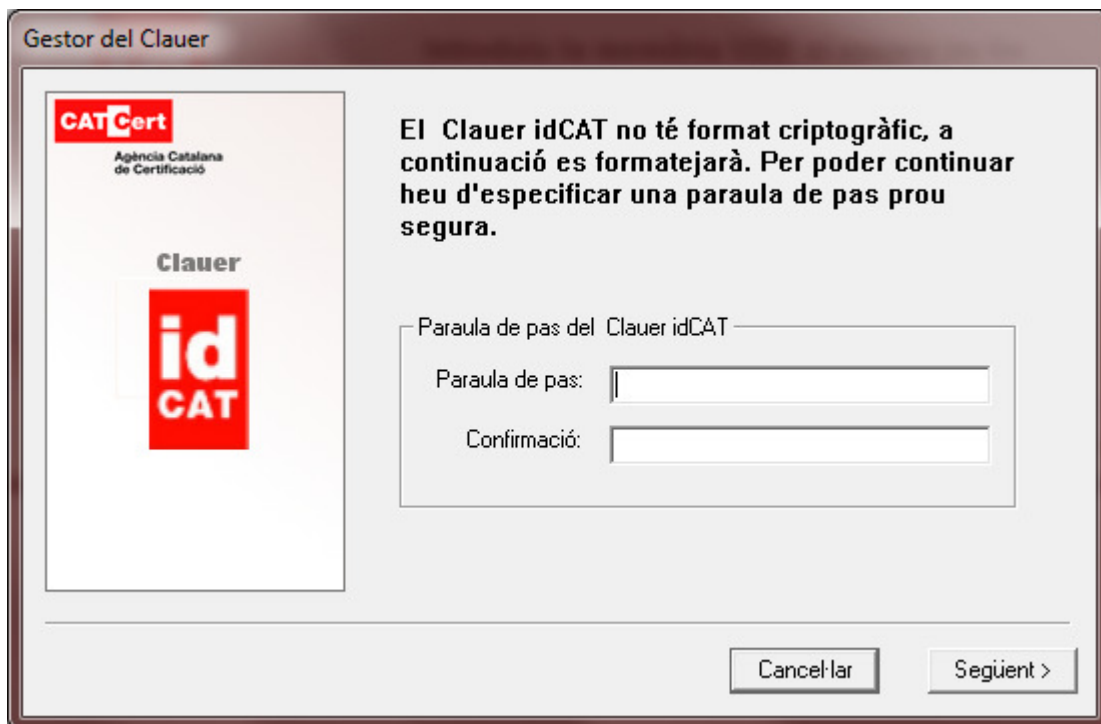 Gestor del Clauer
CATCert
Agència Catalana
de Certificació
Clauer
id
CAT
El Clauer idCAT no té format criptogràfic, a
continuació es formatejarà. Per poder continuar
heu d'especificar una paraula de pas prou
segura.
Paraula de pas del Clauer idCAT
Paraula de pas:
Confirmació:
Cancel·lar
Següent >